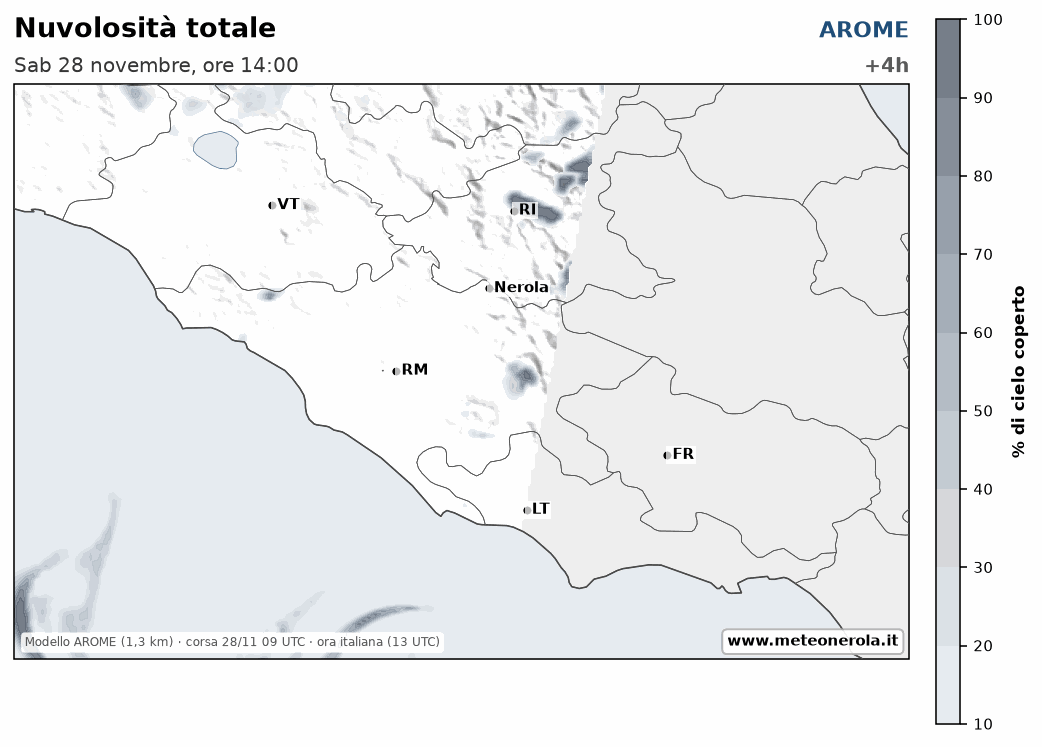 Nuvolosità totale
AROME
Sab 28 novembre, ore 14:00
+4h
VT
RI
Nerola
RM
FR
LT
Modello AROME (1,3 km) · corsa 28/11 09 UTC · ora italiana (13 UTC)
www.meteonerola.it
100
90
80
70
60
50
40
30
20
10
% di cielo coperto